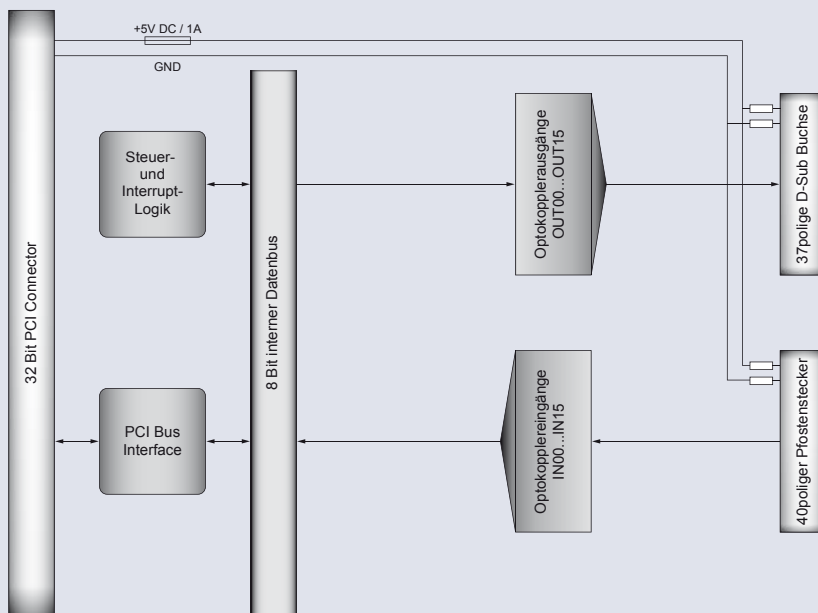 +5V DC / 1A
GND
32 Bit PCI Connector
Steuer-
und
Interrupt-
Logik
PCI Bus
Interface
8 Bit interner Datenbus
Optokopplerausgänge
OUT00...OUT15
Optokopplereingänge
IN00...IN15
37polige D-Sub Buchse
40poliger Pfostenstecker